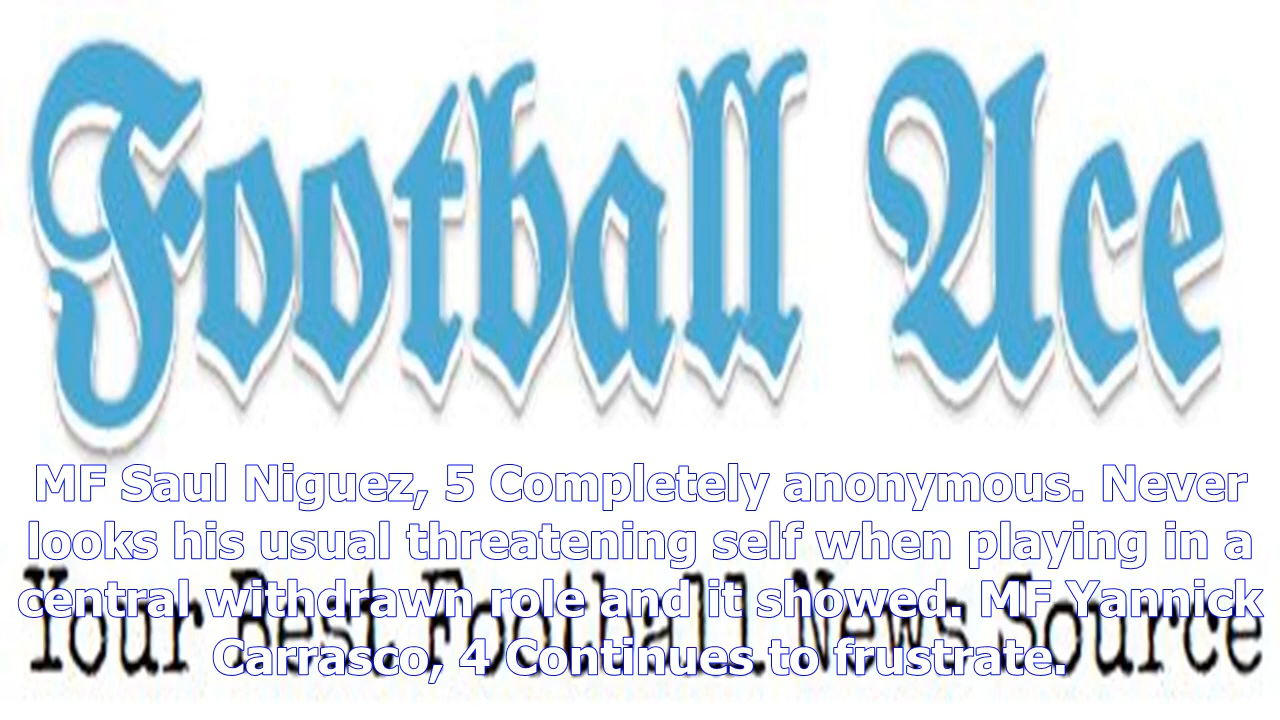 Football Ace
MF Saul Niguez, 5 Completely anonymous. Never
looks his usual threatening self when playing in a
central withdrawn role and it showed. MF Yannick
Carrasco, 4 Continues to frustrate.
Your Best Football News Source